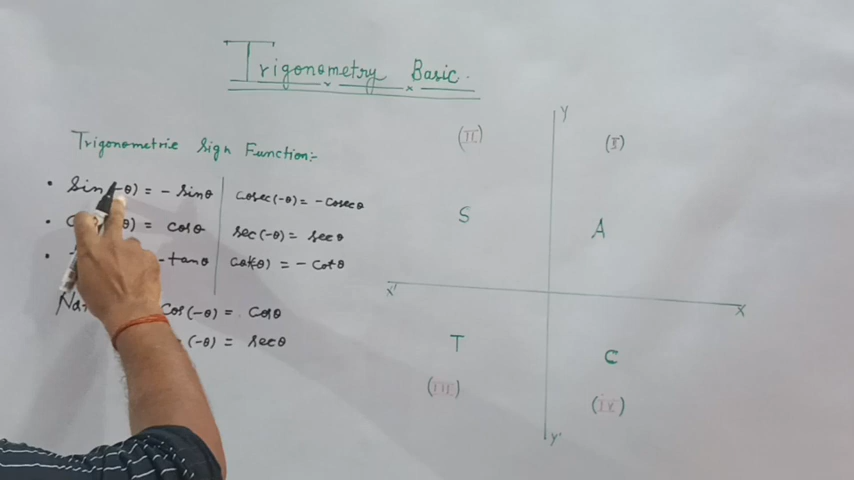 Trigonometry Basic.
Trigonometric Sign Function:-
• Sin(-θ) = - Sinθ cosec(-θ) = - Cosecθ
• θ) = cosθ sec(-θ) = secθ
• -tanθ cot(-θ) = - Cotθ
Cos(-θ) = Cosθ
(-θ) = secθ
Y
(II) (I)
S A
X' X
T C
(III) (IV)
Y'